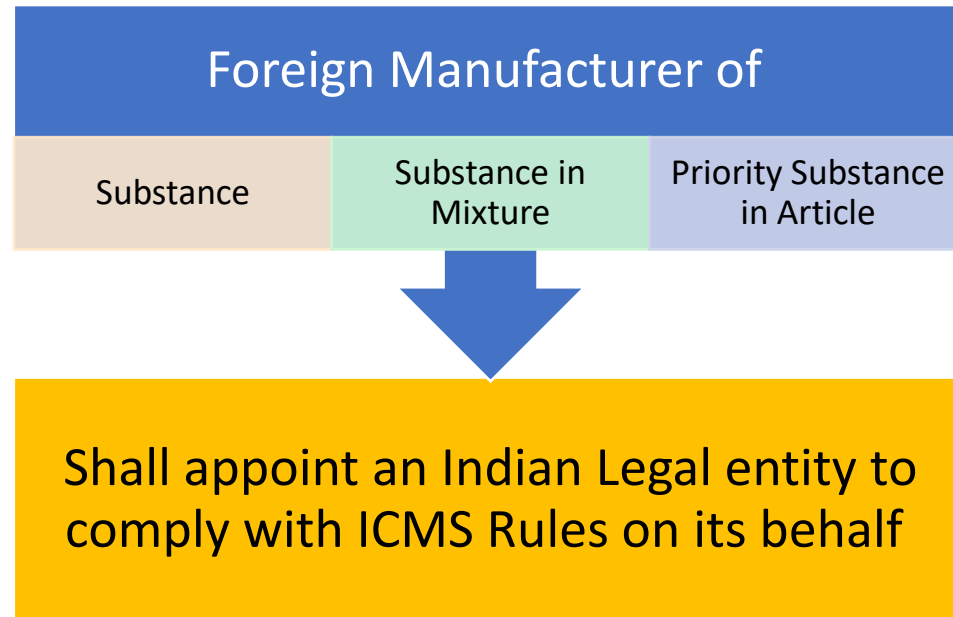 Foreign Manufacturer of
Substance
Substance in
Mixture
Priority Substance
in Article
Shall appoint an Indian Legal entity to
comply with ICMS Rules on its behalf